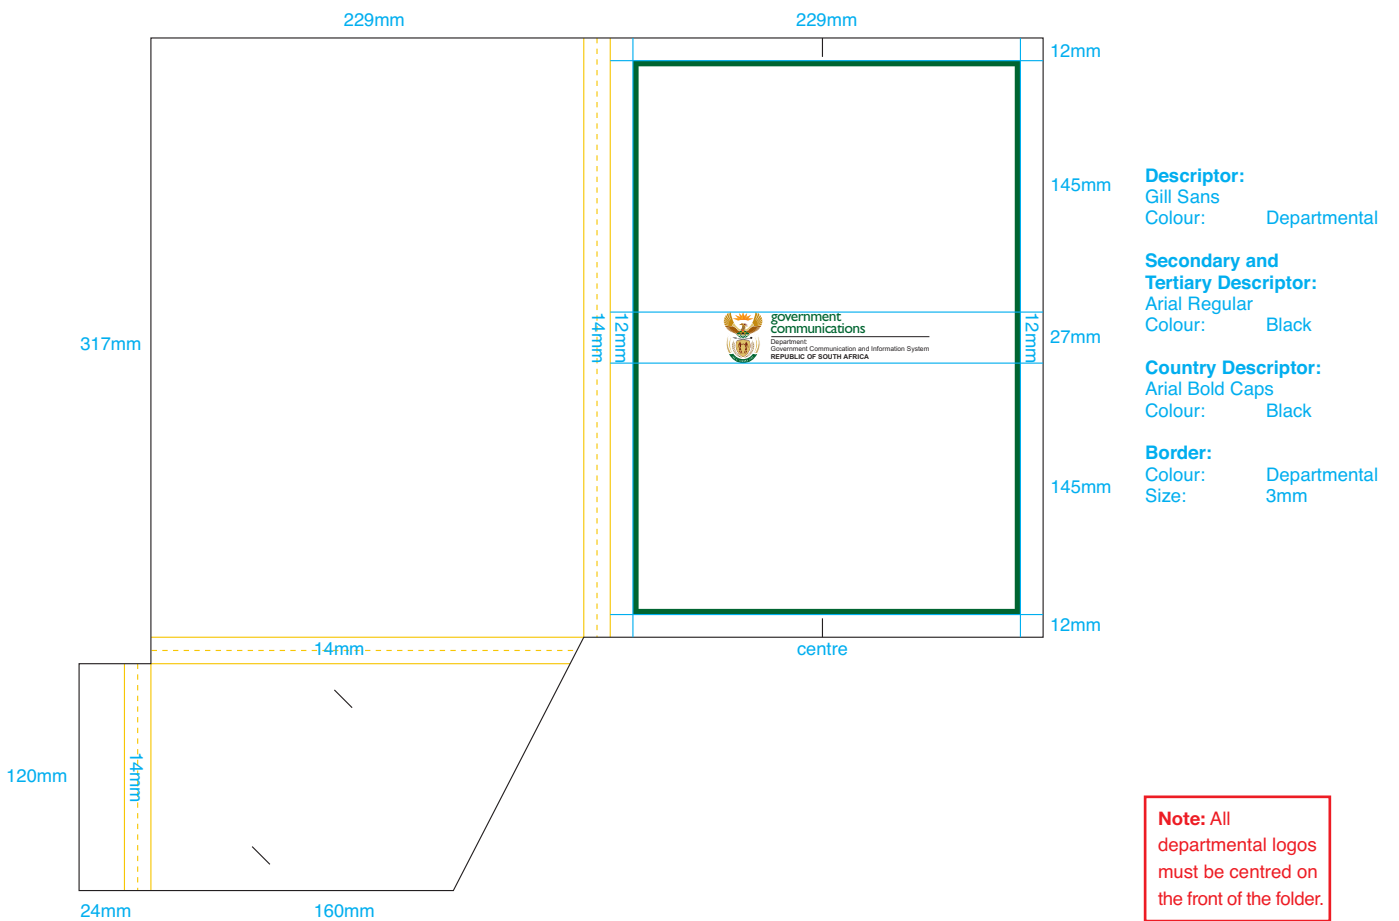 229mm
229mm
12mm
145mm
Descriptor:
Gill Sans
Colour: Departmental
Secondary and
Tertiary Descriptor:
Arial Regular
Colour: Black
Country Descriptor:
Arial Bold Caps
Colour: Black
Border:
Colour: Departmental
Size: 3mm
317mm
14mm
12mm
government
communications
Department:
Government Communication and Information System
REPUBLIC OF SOUTH AFRICA
12mm
27mm
145mm
12mm
14mm
centre
120mm
14mm
24mm
160mm
Note: All
departmental logos
must be centred on
the front of the folder.